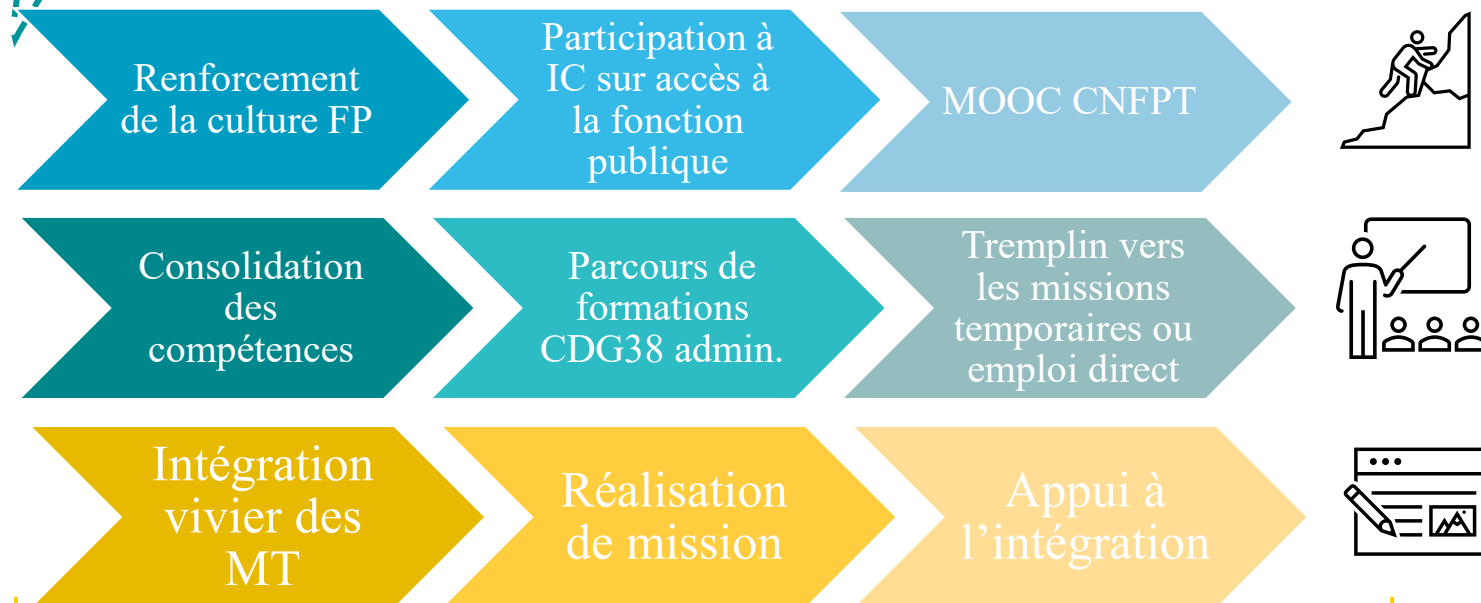 Renforcement
de la culture FP
Participation à
IC sur accès à
la fonction
publique
MOOC CNFPT
Consolidation
des
compétences
Parcours de
formations
CDG38 admin.
Tremplin vers
les missions
temporaires ou
emploi direct
Intégration
vivier des
MT
Réalisation
de mission
Appui à
l’intégration